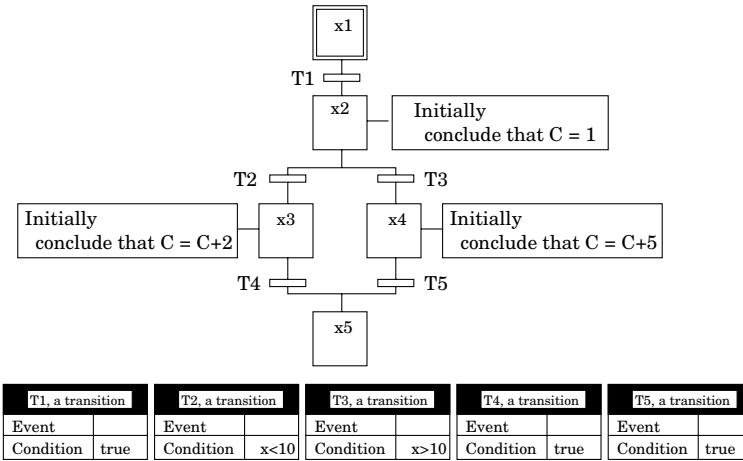 x1
T1
x2
Initially
conclude that C = 1
T2
T3
Initially
conclude that C = C+2
x3
x4
Initially
conclude that C = C+5
T4
T5
x5
T1, a transition
Event
Condition true
T2, a transition
Event
Condition x<10
T3, a transition
Event
Condition x>10
T4, a transition
Event
Condition true
T5, a transition
Event
Condition true